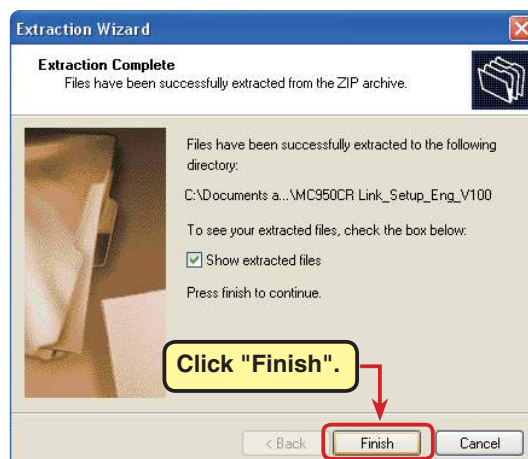 Extraction Wizard
Extraction Complete
Files have been successfully extracted from the ZIP archive.
Files have been successfully extracted to the following
directory:
C:\Documents a...\MC950CR Link_Setup_Eng_V100
To see your extracted files, check the box below:
Show extracted files
Press finish to continue.
Click "Finish".
< Back
Finish
Cancel